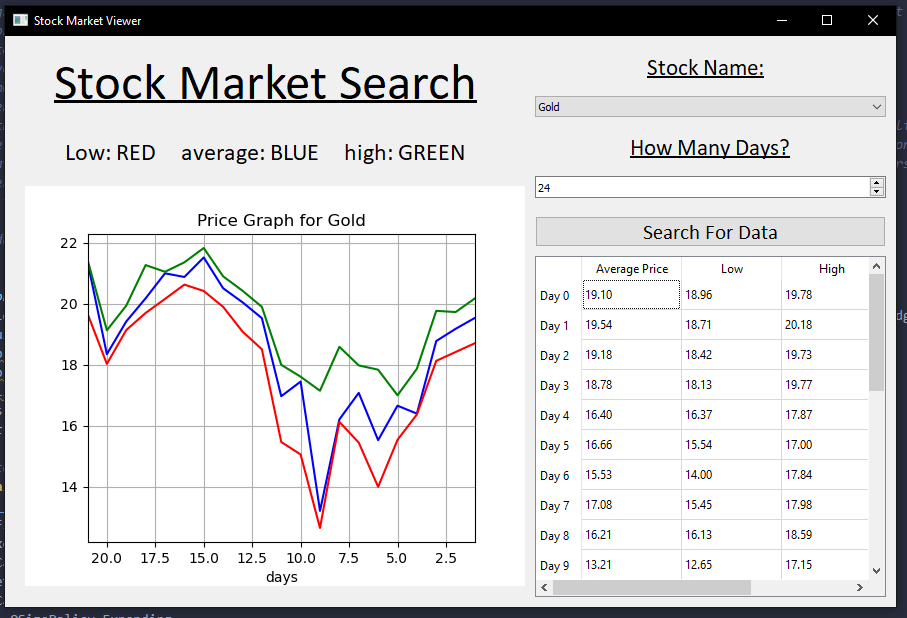 Stock Market Viewer
Stock Market Search
Low: RED average: BLUE high: GREEN
Price Graph for Gold
22
20
18
16
14
20.0 17.5 15.0 12.5 10.0 7.5 5.0 2.5
days
Stock Name:
Gold
How Many Days?
24
Search For Data
Average Price Low High
Day 0 19.10 18.96 19.78
Day 1 19.54 18.71 20.18
Day 2 19.18 18.42 19.73
Day 3 18.78 18.13 19.77
Day 4 16.40 16.37 17.87
Day 5 16.66 15.54 17.00
Day 6 15.53 14.00 17.84
Day 7 17.08 15.45 17.98
Day 8 16.21 16.13 18.59
Day 9 13.21 12.65 17.15